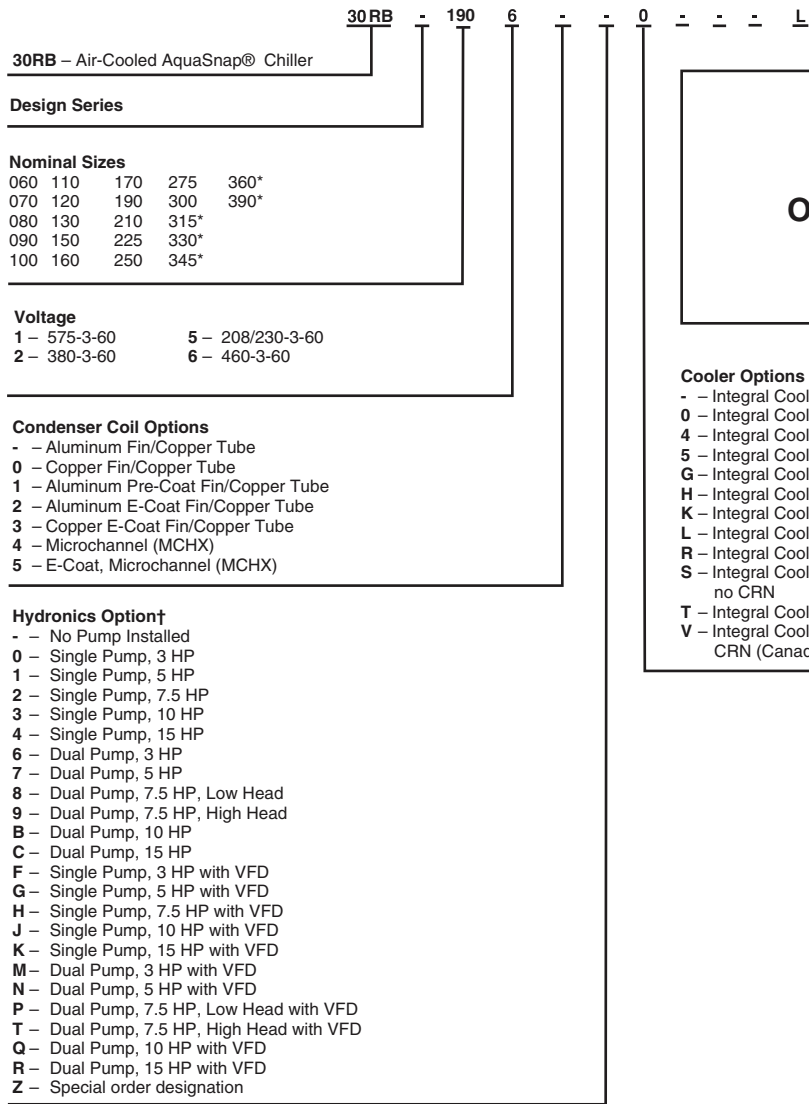 30RB - 190 6 - - 0 - - - L
30RB – Air-Cooled AquaSnap® Chiller
Design Series
Nominal Sizes
060 110 170 275 360*
070 120 190 300 390*
080 130 210 315*
090 150 225 330*
100 160 250 345*
Voltage
1 – 575-3-60 5 – 208/230-3-60
2 – 380-3-60 6 – 460-3-60
Condenser Coil Options
- – Aluminum Fin/Copper Tube
0 – Copper Fin/Copper Tube
1 – Aluminum Pre-Coat Fin/Copper Tube
2 – Aluminum E-Coat Fin/Copper Tube
3 – Copper E-Coat Fin/Copper Tube
4 – Microchannel (MCHX)
5 – E-Coat, Microchannel (MCHX)
Hydronics Option†
- – No Pump Installed
0 – Single Pump, 3 HP
1 – Single Pump, 5 HP
2 – Single Pump, 7.5 HP
3 – Single Pump, 10 HP
4 – Single Pump, 15 HP
6 – Dual Pump, 3 HP
7 – Dual Pump, 5 HP
8 – Dual Pump, 7.5 HP, Low Head
9 – Dual Pump, 7.5 HP, High Head
B – Dual Pump, 10 HP
C – Dual Pump, 15 HP
F – Single Pump, 3 HP with VFD
G – Single Pump, 5 HP with VFD
H – Single Pump, 7.5 HP with VFD
J – Single Pump, 10 HP with VFD
K – Single Pump, 15 HP with VFD
M – Dual Pump, 3 HP with VFD
N – Dual Pump, 5 HP with VFD
P – Dual Pump, 7.5 HP, Low Head with VFD
T – Dual Pump, 7.5 HP, High Head with VFD
Q – Dual Pump, 10 HP with VFD
R – Dual Pump, 15 HP with VFD
Z – Special order designation
Cooler Options
- – Integral
0 – Integral
4 – Integral
5 – Integral
G – Integral
H – Integral
K – Integral
L – Integral
R – Integral
S – Integral
no CRN
T – Integral
V – Integral
CRN